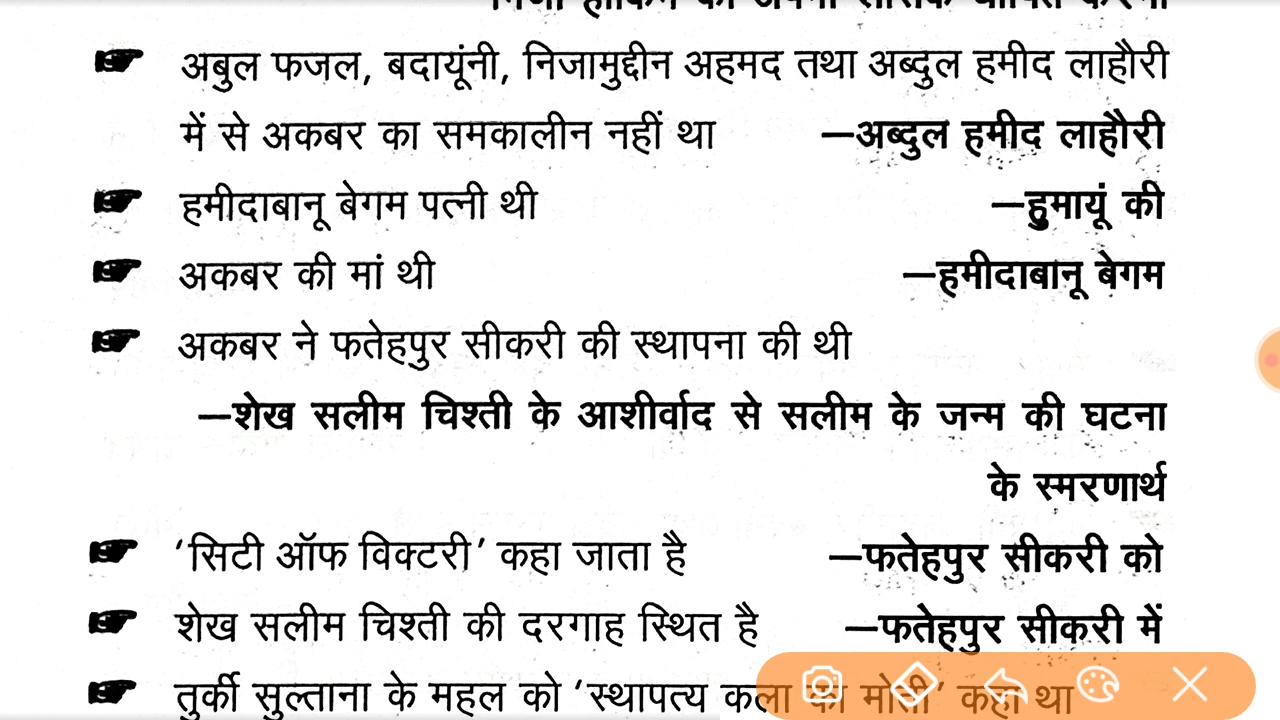 अबुल फजल, बदायूंनी, निजामुद्दीन अहमद तथा अब्दुल हमीद लाहौरी
में से अकबर का समकालीन नहीं था —अब्दुल हमीद लाहौरी
हमीदाबानू बेगम पत्नी थी —हुमायूं की
अकबर की मां थी —हमीदाबानू बेगम
अकबर ने फतेहपुर सीकरी की स्थापना की थी
—शेख सलीम चिश्ती के आशीर्वाद से सलीम के जन्म की घटना
के स्मरणार्थ
‘सिटी ऑफ विक्टरी’ कहा जाता है —फतेहपुर सीकरी को
शेख सलीम चिश्ती की दरगाह स्थित है —फतेहपुर सीकरी में
तुर्की सुल्ताना के महल को ‘स्थापत्य कला का मोती’ कहा था